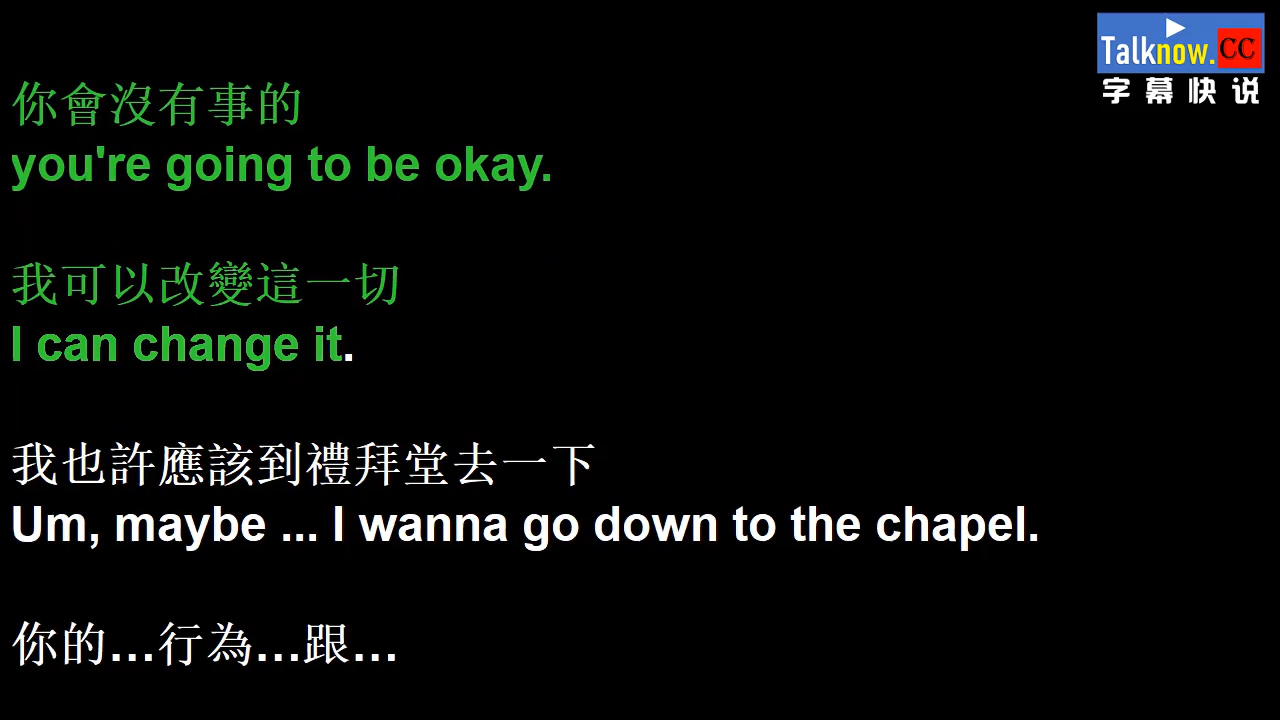 Talknow.CC
字幕快说
你會沒有事的
you're going to be okay.
我可以改變這一切
I can change it.
我也許應該到禮拜堂去一下
Um, maybe ... I wanna go down to the chapel.
你的...行為...跟...